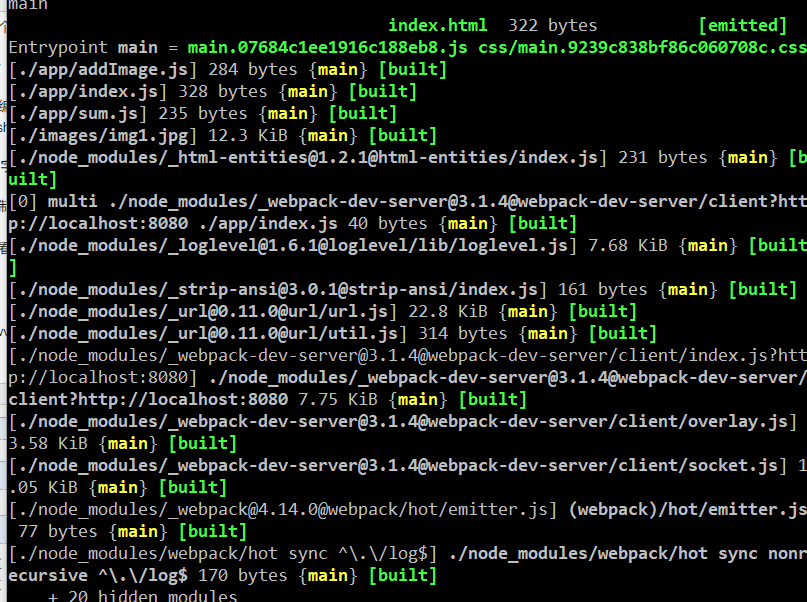 main
index.html 322 bytes [emitted]
Entrypoint main = main.07684c1ee1916c188eb8.js css/main.9239c838bf86c060708c.css
[./app/addImage.js] 284 bytes {main} [built]
[./app/index.js] 328 bytes {main} [built]
[./app/sum.js] 235 bytes {main} [built]
[./images/img1.jpg] 12.3 KiB {main} [built]
[./node_modules/_html-entities@1.2.1@html-entities/index.js] 231 bytes {main} [b
uilt]
[0] multi ./node_modules/_webpack-dev-server@3.1.4@webpack-dev-server/client?htt
p://localhost:8080 ./app/index.js 40 bytes {main} [built]
[./node_modules/_loglevel@1.6.1@loglevel/lib/loglevel.js] 7.68 KiB {main} [built
]
[./node_modules/_strip-ansi@3.0.1@strip-ansi/index.js] 161 bytes {main} [built]
[./node_modules/_url@0.11.0@url/url.js] 22.8 KiB {main} [built]
[./node_modules/_url@0.11.0@url/util.js] 314 bytes {main} [built]
[./node_modules/_webpack-dev-server@3.1.4@webpack-dev-server/client/index.js?htt
p://localhost:8080] ./node_modules/_webpack-dev-server@3.1.4@webpack-dev-server/
client?http://localhost:8080 7.75 KiB {main} [built]
[./node_modules/_webpack-dev-server@3.1.4@webpack-dev-server/client/overlay.js]
3.58 KiB {main} [built]
[./node_modules/_webpack-dev-server@3.1.4@webpack-dev-server/client/socket.js] 1
.05 KiB {main} [built]
[./node_modules/_webpack@4.14.0@webpack/hot/emitter.js] (webpack)/hot/emitter.js
77 bytes {main} [built]
[./node_modules/webpack/hot sync ^\.\/log$] ./node_modules/webpack/hot sync nonr
ecursive ^\.\/log$ 170 bytes {main} [built]
+ 20 hidden modules